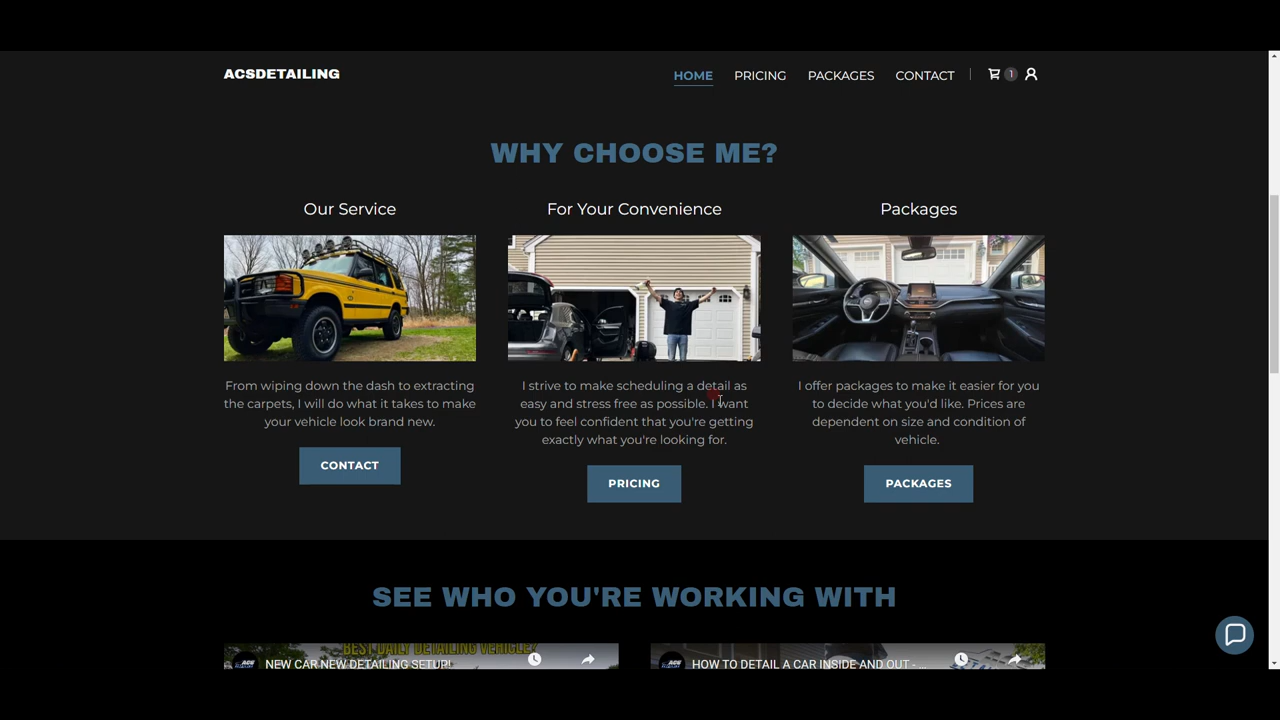 ACSDETAILING
HOME PRICING PACKAGES CONTACT 1
WHY CHOOSE ME?
Our Service
From wiping down the dash to extracting
the carpets, I will do what it takes to make
your vehicle look brand new.
CONTACT
For Your Convenience
I strive to make scheduling a detail as
easy and stress free as possible. I want
you to feel confident that you're getting
exactly what you're looking for.
PRICING
Packages
I offer packages to make it easier for you
to decide what you'd like. Prices are
dependent on size and condition of
vehicle.
PACKAGES
SEE WHO YOU'RE WORKING WITH
BEST DAILY DETAILING VEHICLE?
NEW CAR NEW DETAILING SETUP!
HOW TO DETAIL A CAR INSIDE AND OUT - ...